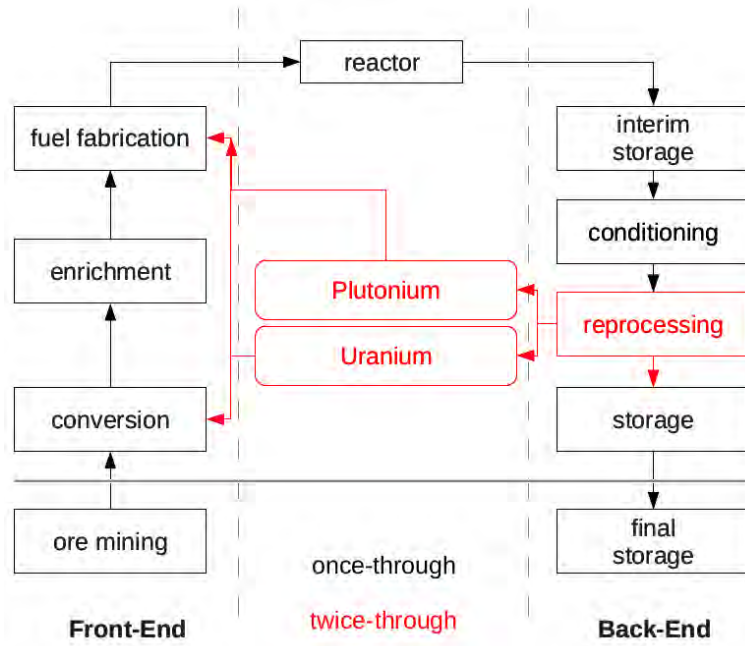 reactor
fuel fabrication
interim
storage
conditioning
enrichment
Plutonium
reprocessing
Uranium
conversion
storage
ore mining
final
storage
once-through
twice-through
Front-End
Back-End